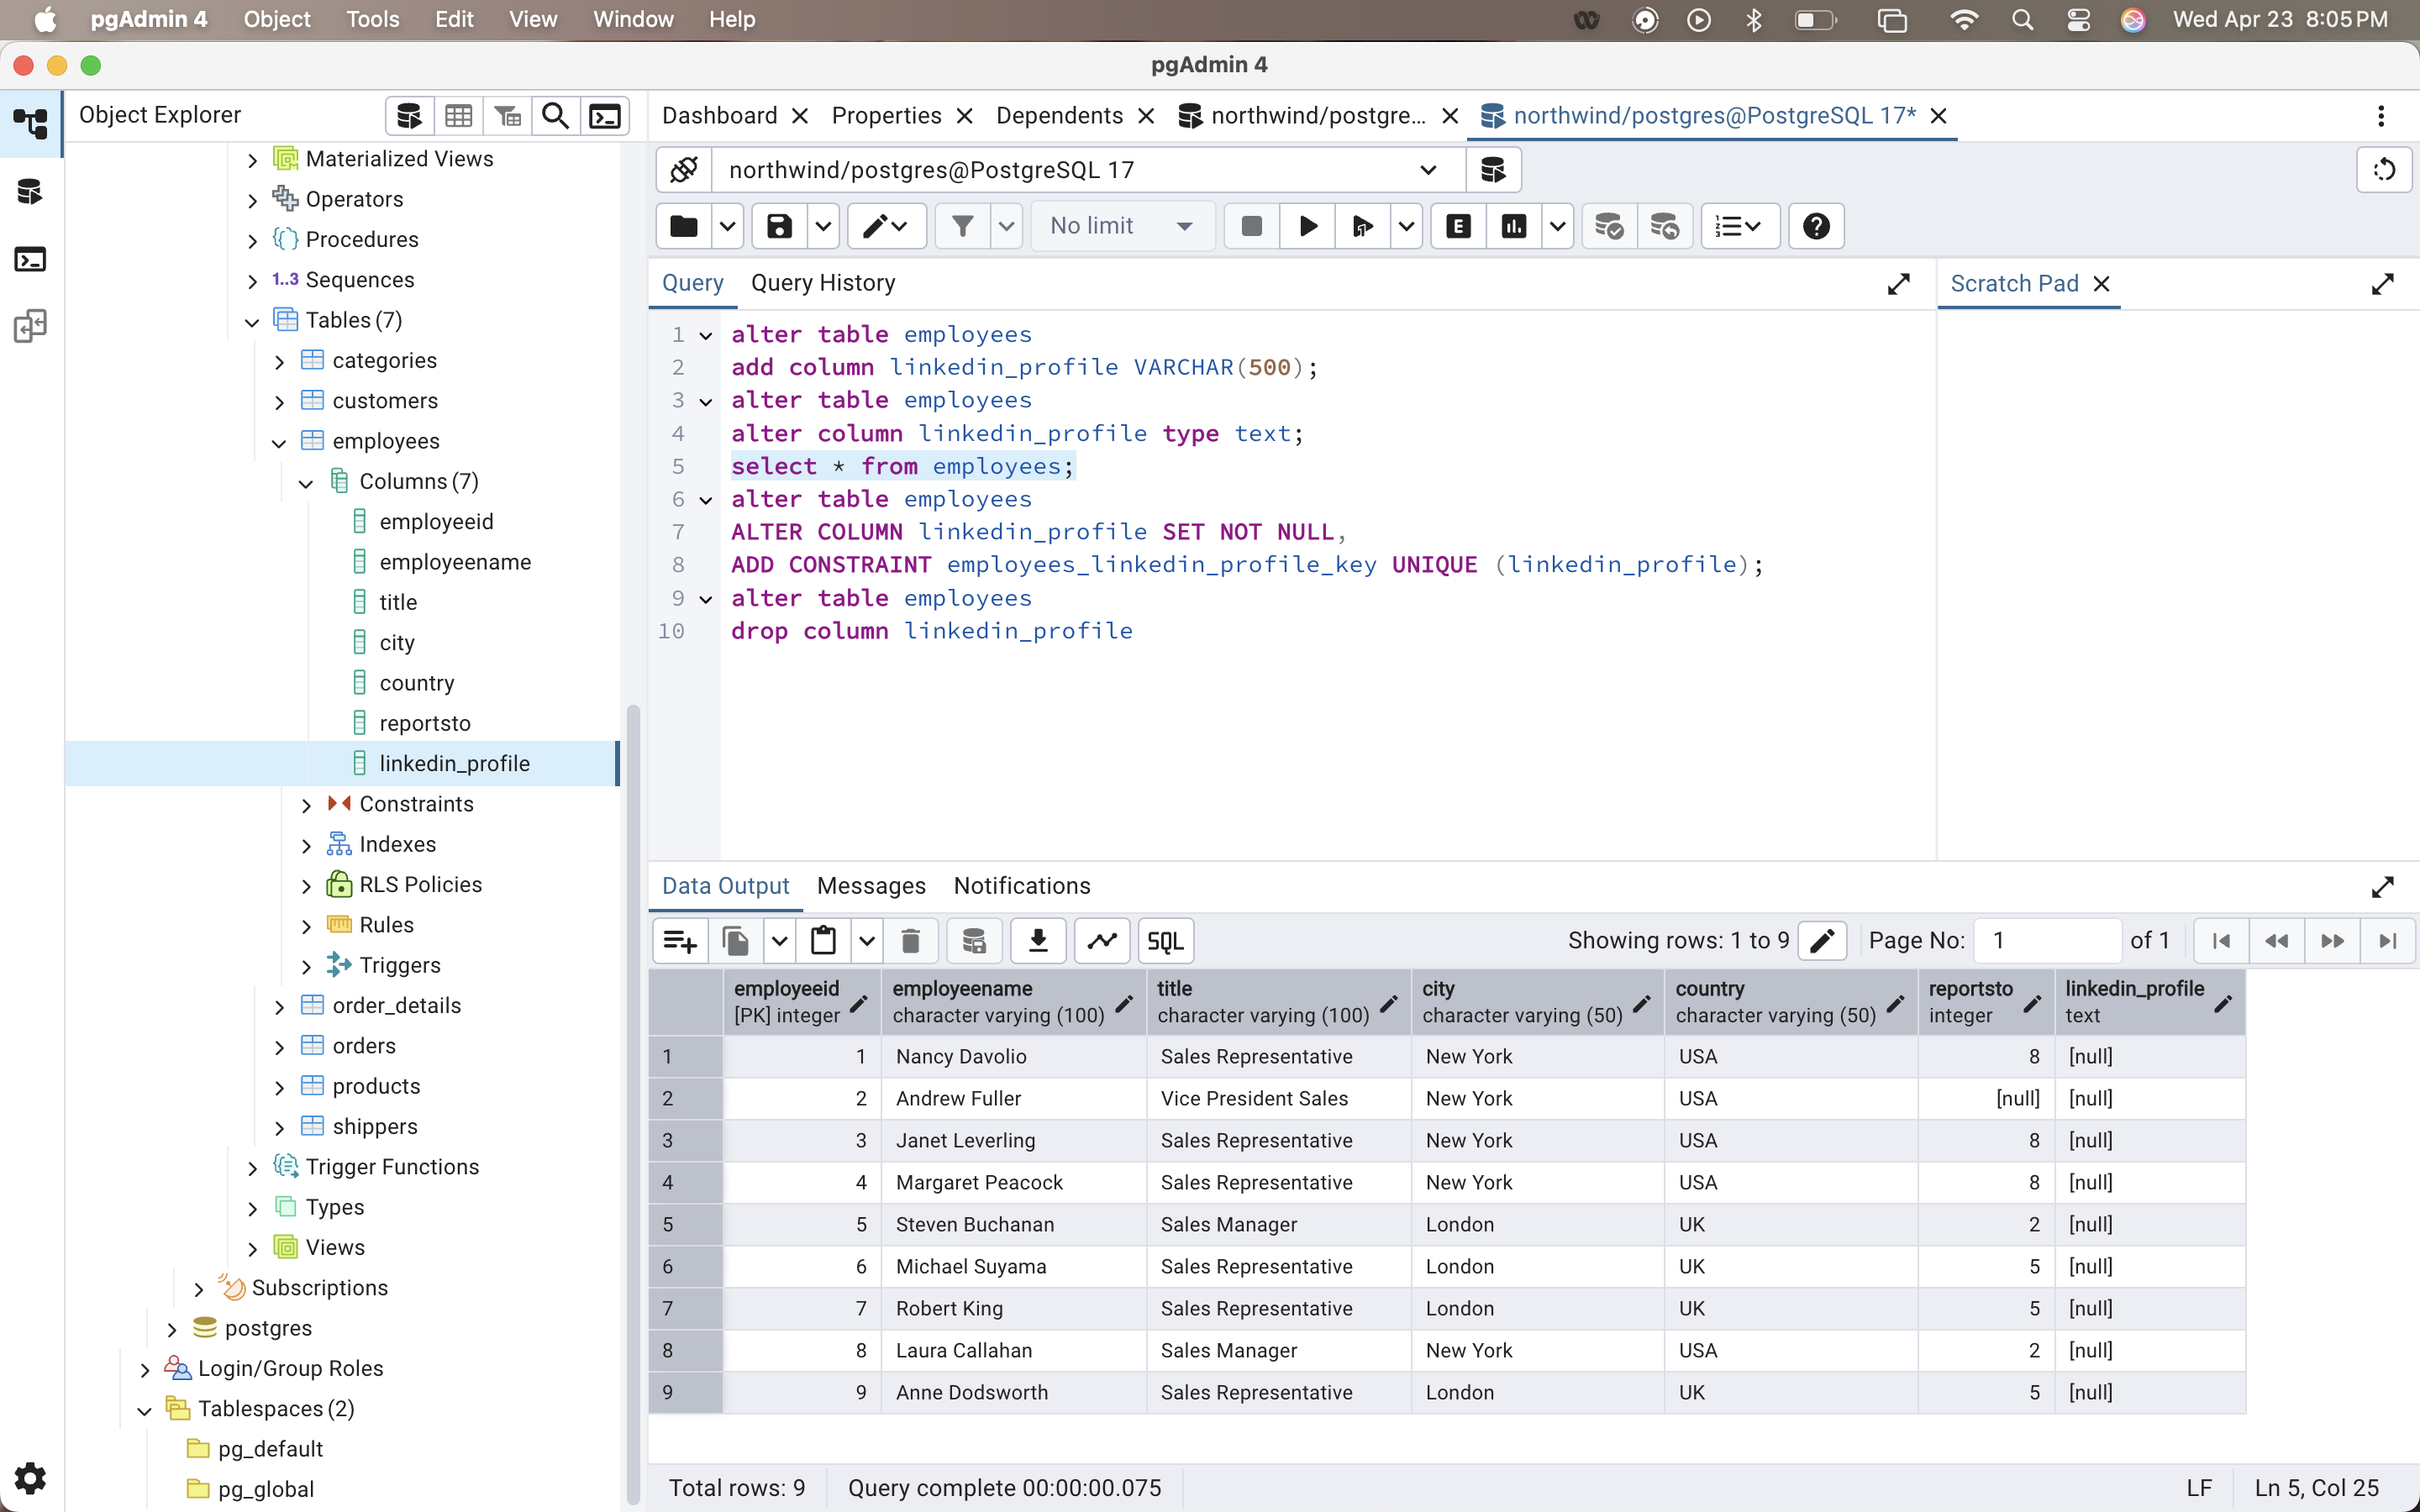 pgAdmin 4 Object Tools Edit View Window Help Wed Apr 23 8:05 PM
pgAdmin 4
Object Explorer
Materialized Views
Operators
Procedures
1..3 Sequences
Tables (7)
categories
customers
employees
Columns (7)
employeeid
employeename
title
city
country
reportsto
linkedin_profile
Constraints
Indexes
RLS Policies
Rules
Triggers
order_details
orders
products
shippers
Trigger Functions
Types
Views
Subscriptions
postgres
Login/Group Roles
Tablespaces (2)
pg_default
pg_global
Dashboard Properties Dependents northwind/postgre... northwind/postgres@PostgreSQL 17*
northwind/postgres@PostgreSQL 17
No limit E
Query Query History
Scratch Pad
1 alter table employees
2 add column linkedin_profile VARCHAR(500);
3 alter table employees
4 alter column linkedin_profile type text;
5 select * from employees;
6 alter table employees
7 ALTER COLUMN linkedin_profile SET NOT NULL,
8 ADD CONSTRAINT employees_linkedin_profile_key UNIQUE (linkedin_profile);
9 alter table employees
10 drop column linkedin_profile
Data Output Messages Notifications
SQL Showing rows: 1 to 9 Page No: 1 of 1
employeeid employeename title city country reportsto linkedin_profile
[PK] integer character varying (100) character varying (100) character varying (50) character varying (50) integer text
1 1 Nancy Davolio Sales Representative New York USA 8 [null]
2 2 Andrew Fuller Vice President Sales New York USA [null] [null]
3 3 Janet Leverling Sales Representative New York USA 8 [null]
4 4 Margaret Peacock Sales Representative New York USA 8 [null]
5 5 Steven Buchanan Sales Manager London UK 2 [null]
6 6 Michael Suyama Sales Representative London UK 5 [null]
7 7 Robert King Sales Representative London UK 5 [null]
8 8 Laura Callahan Sales Manager New York USA 2 [null]
9 9 Anne Dodsworth Sales Representative London UK 5 [null]
Total rows: 9 Query complete 00:00:00.075 LF Ln 5, Col 25